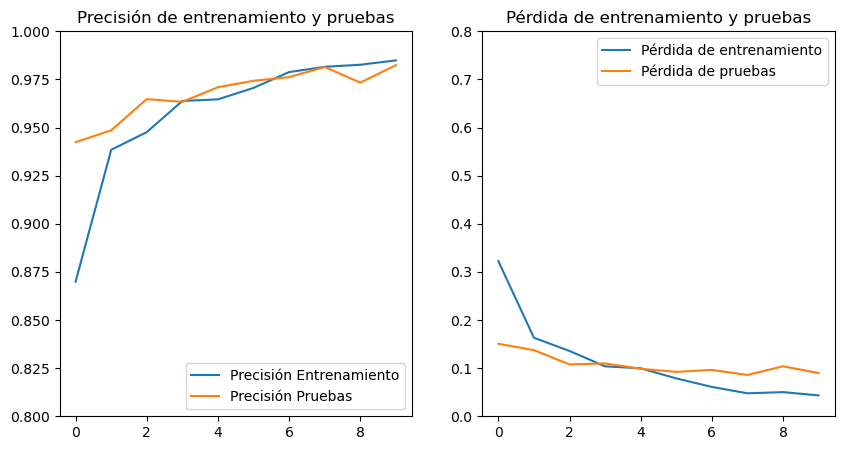 Precisión de entrenamiento y pruebas
1.000
0.975
0.950
0.925
0.900
0.875
0.850
0.825
0.800
0 2 4 6 8
Precisión Entrenamiento
Precisión Pruebas
Pérdida de entrenamiento y pruebas
0.8
0.7
0.6
0.5
0.4
0.3
0.2
0.1
0.0
0 2 4 6 8
Pérdida de entrenamiento
Pérdida de pruebas